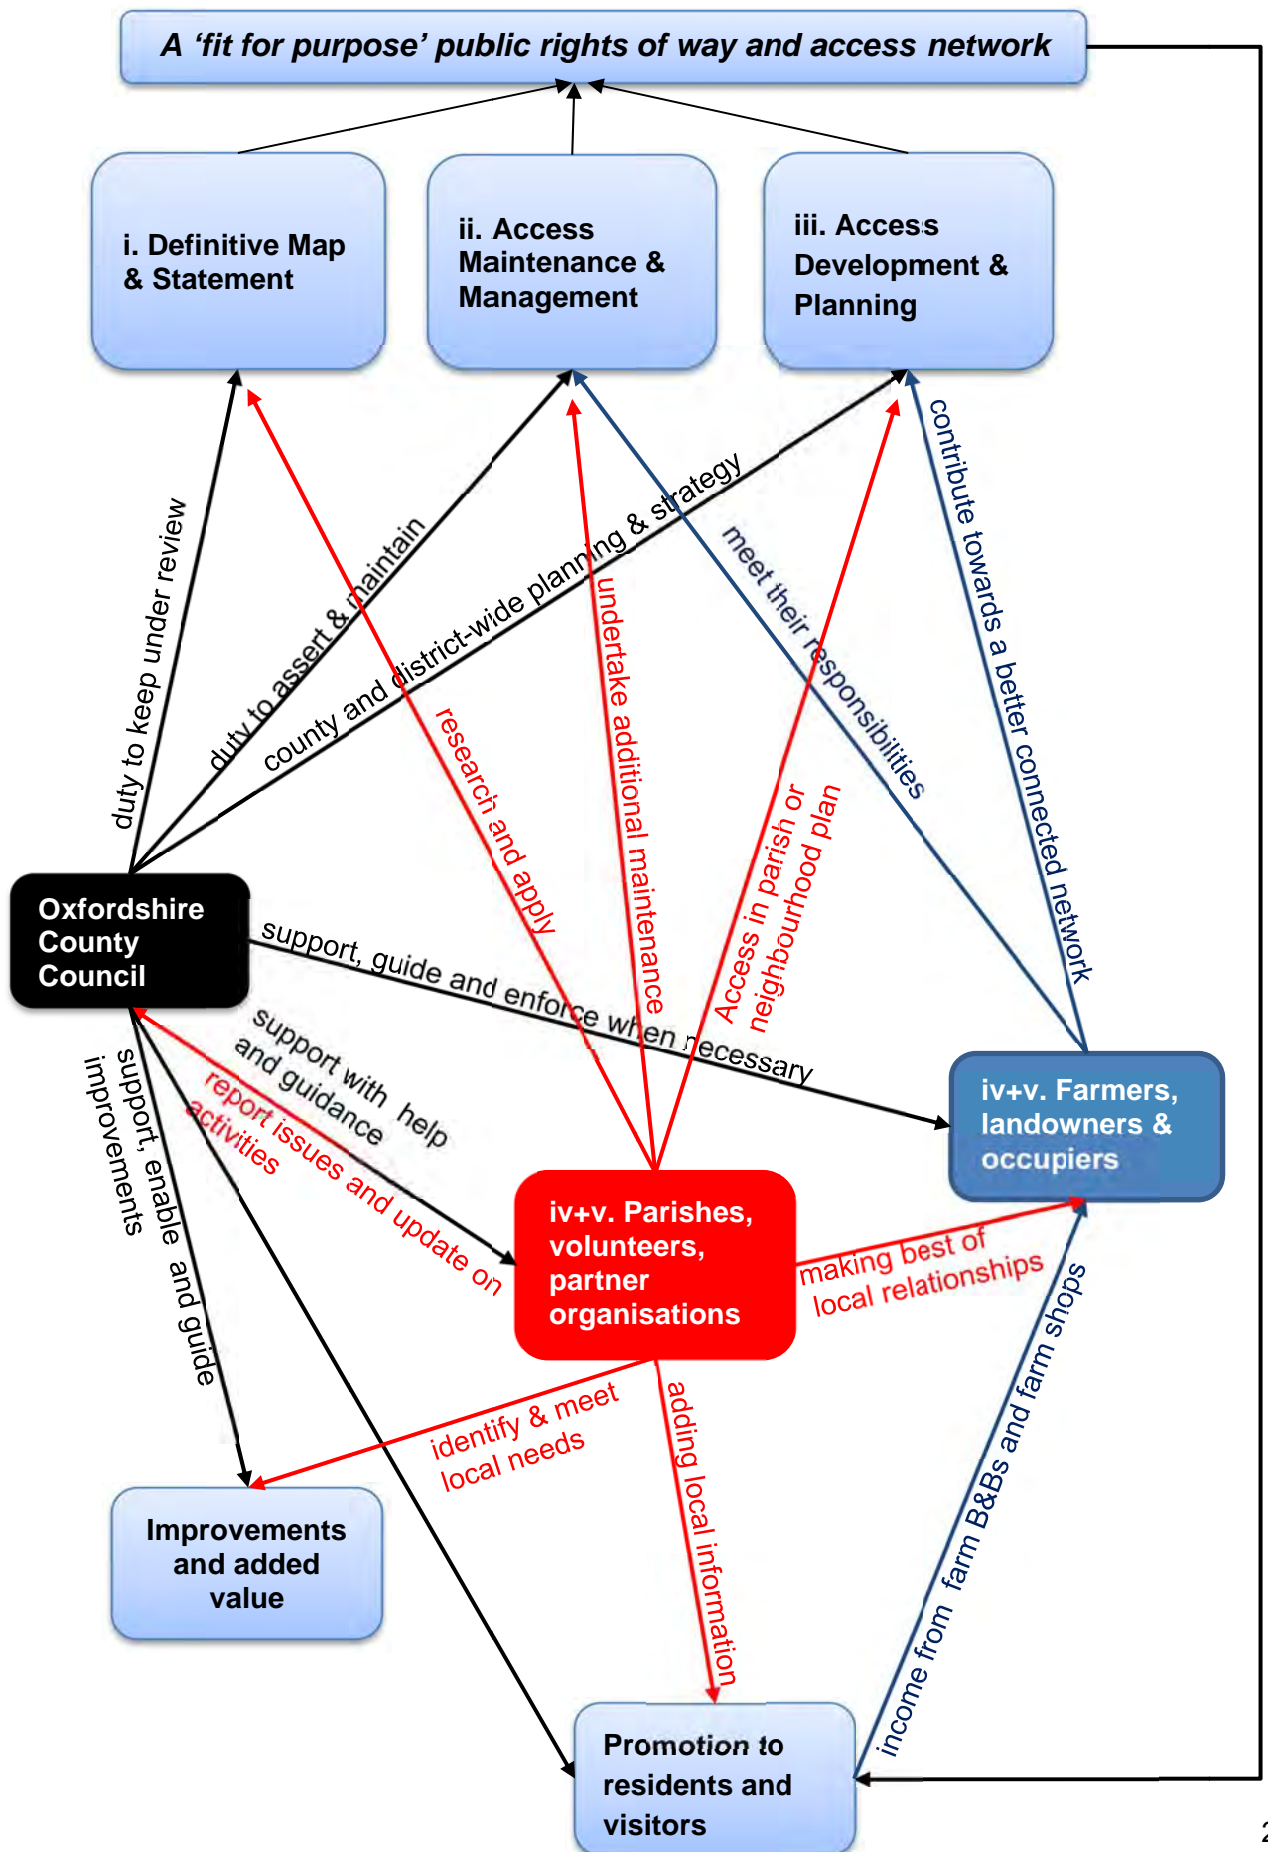 A ‘fit for purpose’ public rights of way and access network
i. Definitive Map
& Statement
ii. Access
Maintenance &
Management
iii. Access
Development &
Planning
duty to keep under review
duty to assert & maintain
county and district-wide planning & strategy
research and apply
undertake additional maintenance
Access in parish or
neighbourhood plan
meet their responsibilities
contribute towards a better connected network
Oxfordshire
County
Council
support, guide and enforce when necessary
support with help
and guidance
report issues and update on
activities
support, enable and guide
improvements
iv+v. Farmers,
landowners &
occupiers
iv+v. Parishes,
volunteers,
partner
organisations
making best of
local relationships
identify & meet
local needs
adding local information
income from farm B&Bs and farm shops
Improvements
and added
value
Promotion to
residents and
visitors
2